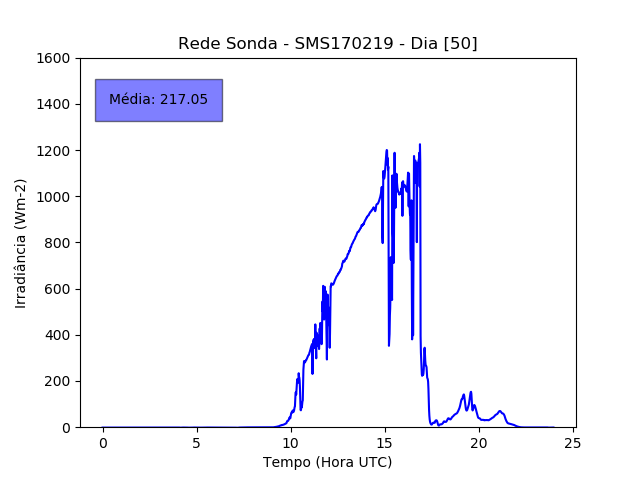 Rede Sonda - SMS170219 - Dia [50]
1600
1400
1200
1000
800
600
400
200
0
Média: 217.05
Irradiância (Wm-2)
0 5 10 15 20 25
Tempo (Hora UTC)